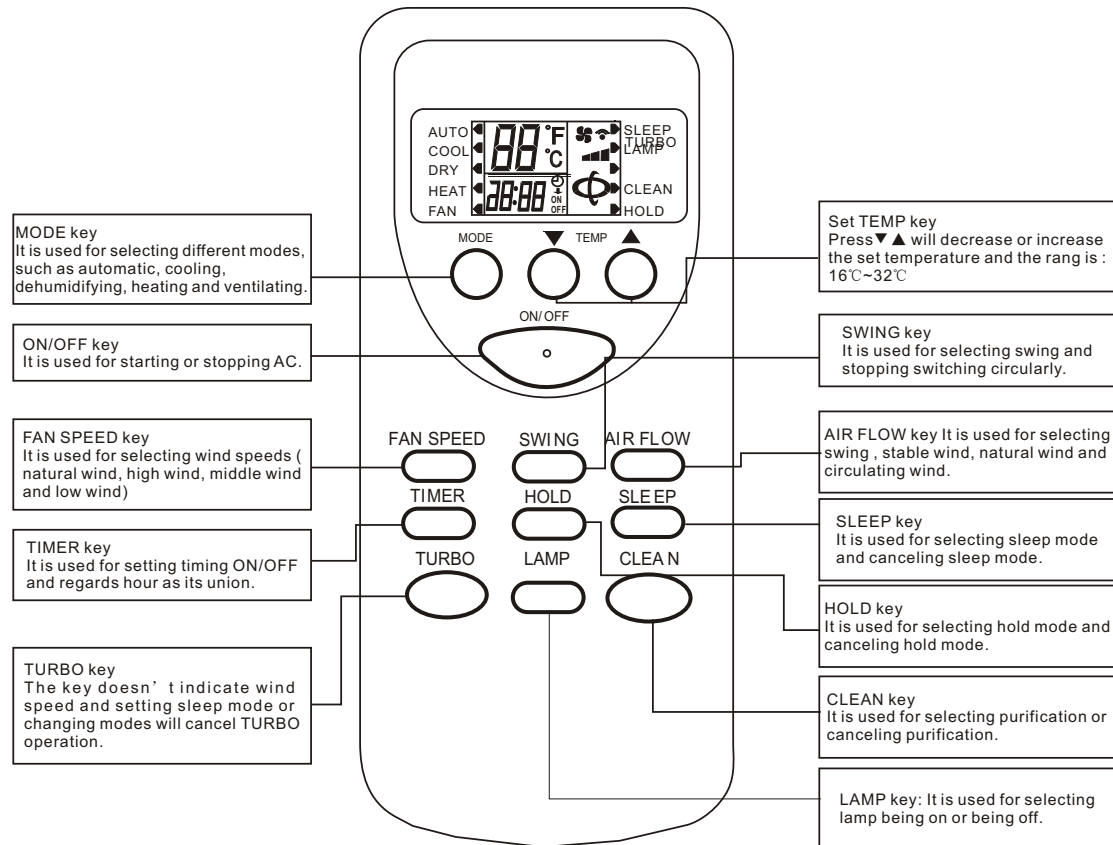 AUTO
COOL
DRY
HEAT
FAN
88 °F
°C
28:88 ON
OFF
SLEEP
TURBO
LAMP
CLEAN
HOLD
MODE ▼ TEMP ▲
ON/OFF
FAN SPEED SWING AIR FLOW
TIMER HOLD SLEEP
TURBO LAMP CLEAN
MODE key
It is used for selecting different modes,
such as automatic, cooling,
dehumidifying, heating and ventilating.
ON/OFF key
It is used for starting or stopping AC.
FAN SPEED key
It is used for selecting wind speeds (
natural wind, high wind, middle wind
and low wind)
TIMER key
It is used for setting timing ON/OFF
and regards hour as its union.
TURBO key
The key doesn't indicate wind
speed and setting sleep mode or
changing modes will cancel TURBO
operation.
Set TEMP key
Press▼ ▲ will decrease or increase
the set temperature and the rang is :
16℃~32℃
SWING key
It is used for selecting swing and
stopping switching circularly.
AIR FLOW key It is used for selecting
swing , stable wind, natural wind and
circulating wind.
SLEEP key
It is used for selecting sleep mode
and canceling sleep mode.
HOLD key
It is used for selecting hold mode and
canceling hold mode.
CLEAN key
It is used for selecting purification or
canceling purification.
LAMP key: It is used for selecting
lamp being on or being off.